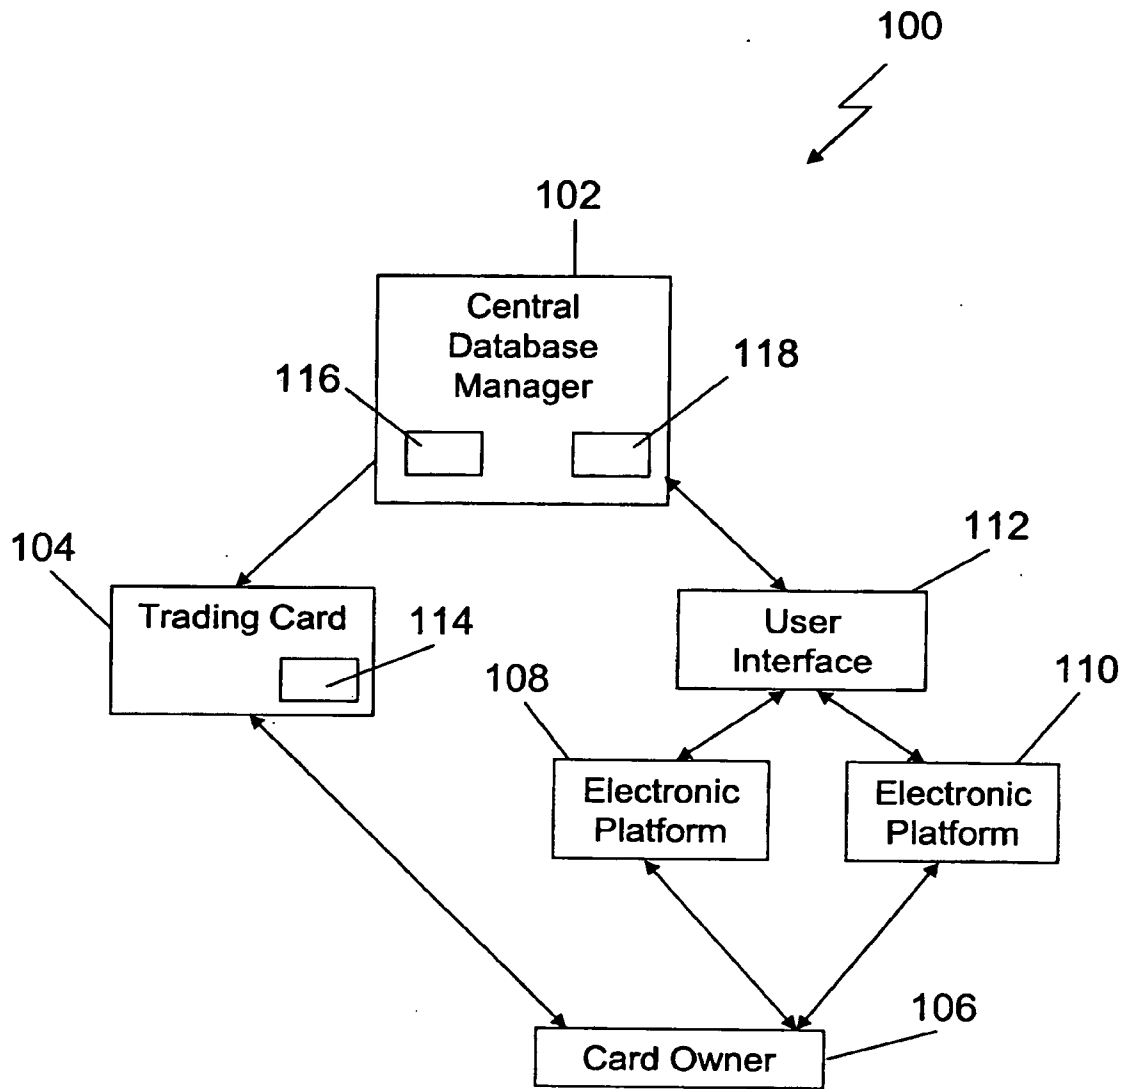 100
102
Central
Database
Manager
116
118
104
112
Trading Card
114
User
Interface
108
110
Electronic
Platform
Electronic
Platform
106
Card Owner